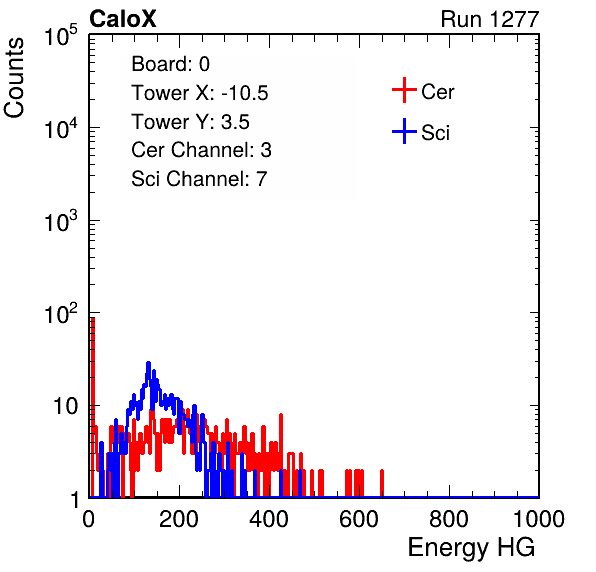 CaloX Run 1277
Counts
10^5
10^4
10^3
10^2
10
1
Board: 0
Tower X: -10.5
Tower Y: 3.5
Cer Channel: 3
Sci Channel: 7
Cer
Sci
0 200 400 600 800 1000
Energy HG